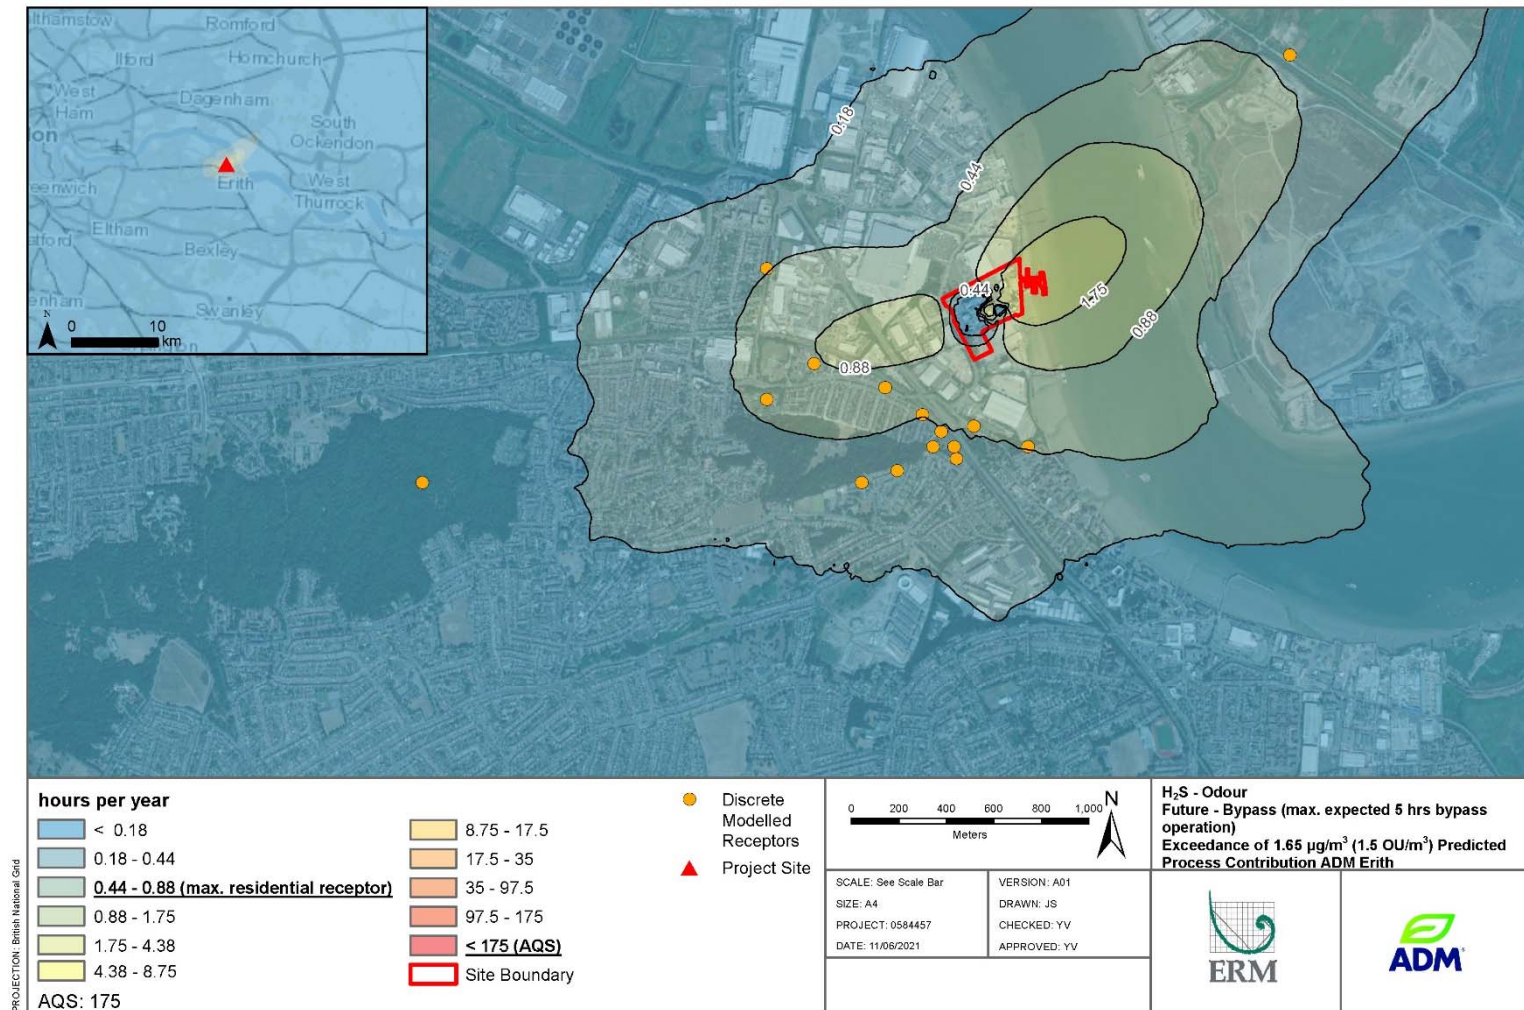 lthamstow
Romford
Ilford
Hornchurch
West
Ham
Dagenham
South
Ockendon
eenwich
Erith
West
Thurrock
Eltham
Bexley
Swanley
enham
N
0 10
km
0.18
0.44
0.44
1.75
0.88
0.88
PROJECTION: British National Grid
hours per year
< 0.18
0.18 - 0.44
0.44 - 0.88 (max. residential receptor)
0.88 - 1.75
1.75 - 4.38
4.38 - 8.75
AQS: 175
8.75 - 17.5
17.5 - 35
35 - 97.5
97.5 - 175
< 175 (AQS)
Site Boundary
Discrete
Modelled
Receptors
Project Site
0 200 400 600 800 1,000
Meters
N
SCALE: See Scale Bar
SIZE: A4
PROJECT: 0584457
DATE: 11/06/2021
VERSION: A01
DRAWN: JS
CHECKED: YV
APPROVED: YV
H₂S - Odour
Future - Bypass (max. expected 5 hrs bypass
operation)
Exceedance of 1.65 µg/m³ (1.5 OU/m³) Predicted
Process Contribution ADM Erith
ERM
ADM